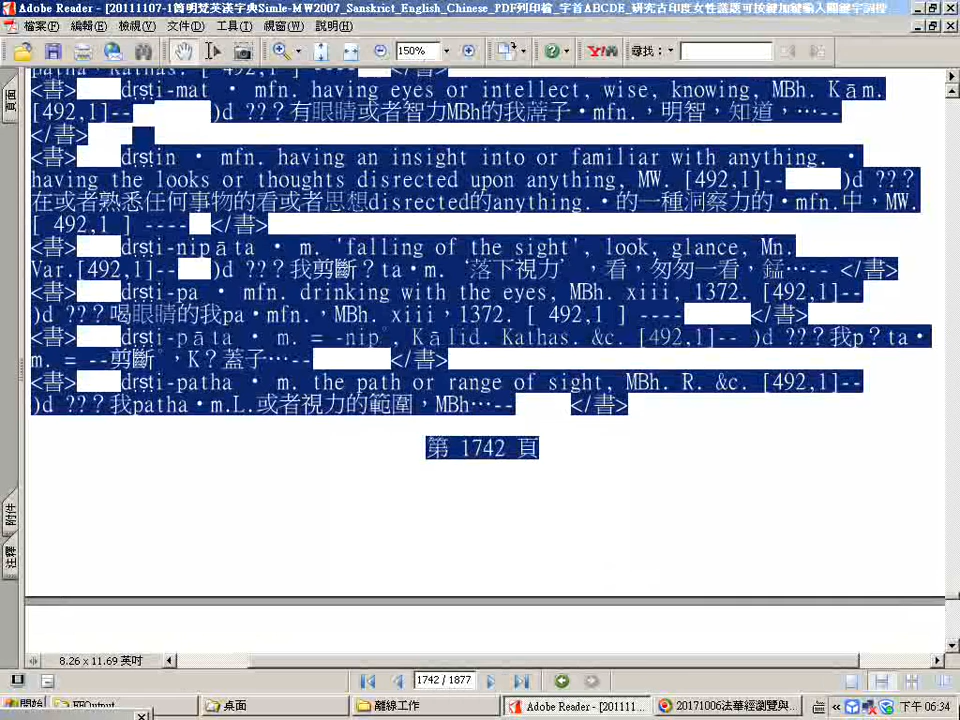 Adobe Reader - [20111107-1簡明梵英漢字典Simle-MW2007_Sanskrict_English_Chinese_PDF列印檔_字首ABCDE_研究古印度女性議題可按鍵鍵輸入關鍵字詞搜
檔案(F) 編輯(E) 檢視(V) 文件(D) 工具(T) 視窗(W) 說明(H)
150% 尋找:
patha，Kathas. [ 492,1] ---- </書>
<書> dṛṣṭi-mat · mfn. having eyes or intellect, wise, knowing, MBh. Kām.
[492,1]-- )d ???有眼睛或者智力MBh的我蓆子·mfn.，明智，知道，…--
</書>
<書> dṛṣṭin · mfn. having an insight into or familiar with anything. ·
having the looks or thoughts disrected upon anything, MW. [492,1]-- )d ???
在或者熟悉任何事物的看或者思想disrected的anything.·的一種洞察力的·mfn.中，MW.
[ 492,1] ---- </書>
<書> dṛṣṭi-nipāta · m. 'falling of the sight', look, glance, Mn.
Var.[492,1]-- )d ???我剪斷?ta·m.‘落下視力’，看，匆匆一看，錳…-- </書>
<書> dṛṣṭi-pa · mfn. drinking with the eyes, MBh. xiii, 1372. [492,1]--
)d ???喝眼睛的我pa·mfn.，MBh. xiii，1372. [ 492,1 ] ---- </書>
<書> dṛṣṭi-pāta · m. = -nip°, Kālid. Kathas. &c. [492,1]-- )d ???我p?ta·
m. = --剪斷°，K?蓋子…-- </書>
<書> dṛṣṭi-patha · m. the path or range of sight, MBh. R. &c. [492,1]--
)d ???我patha·m.L.或者視力的範圍，MBh…-- </書>
第 1742 頁
頁面
附件
註釋
8.26 x 11.69 英吋
1742 / 1877
開始 FFOutput 桌面 離線工作 Adobe Reader - [201111... 20171006法華經瀏覽與... 下午 06:34